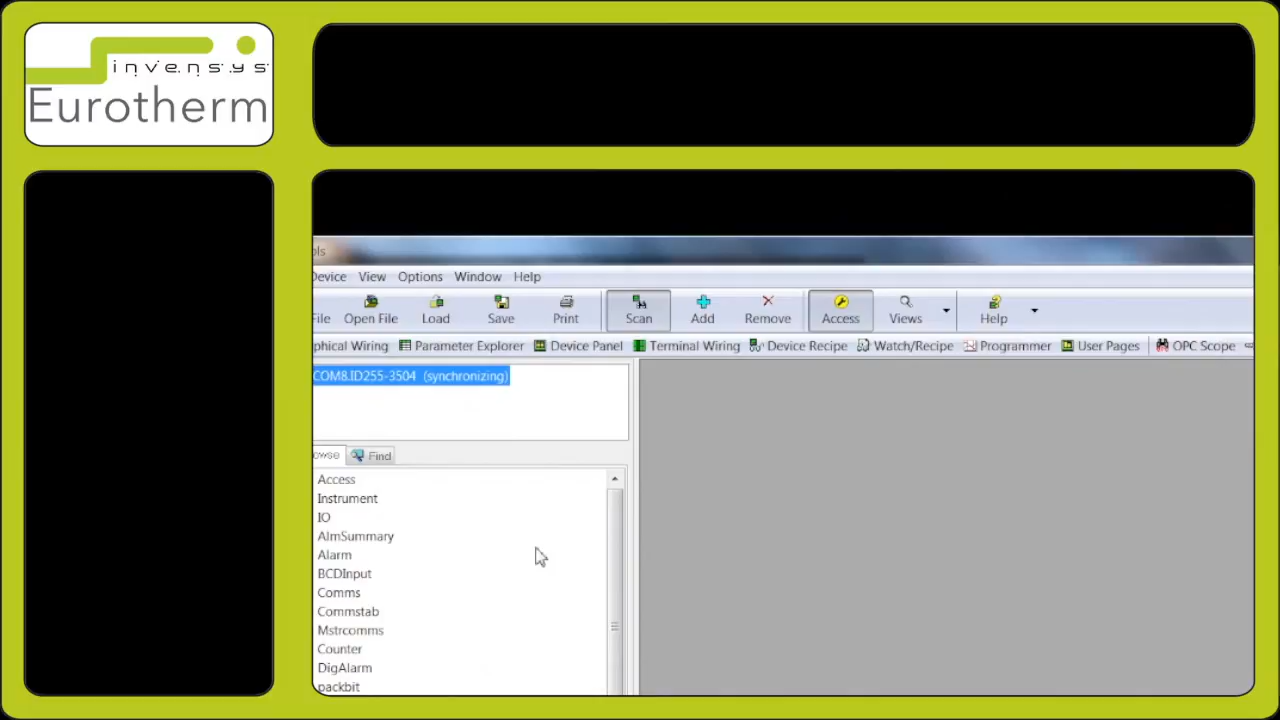 invensys
Eurotherm
ols
Device View Options Window Help
File Open File Load Save Print Scan Add Remove Access Views Help
phical Wiring Parameter Explorer Device Panel Terminal Wiring Device Recipe Watch/Recipe Programmer User Pages OPC Scope
COM8.ID255-3504 (synchronizing)
owse Find
Access
Instrument
IO
AlmSummary
Alarm
BCDInput
Comms
Commstab
Mstrcomms
Counter
DigAlarm
packbit